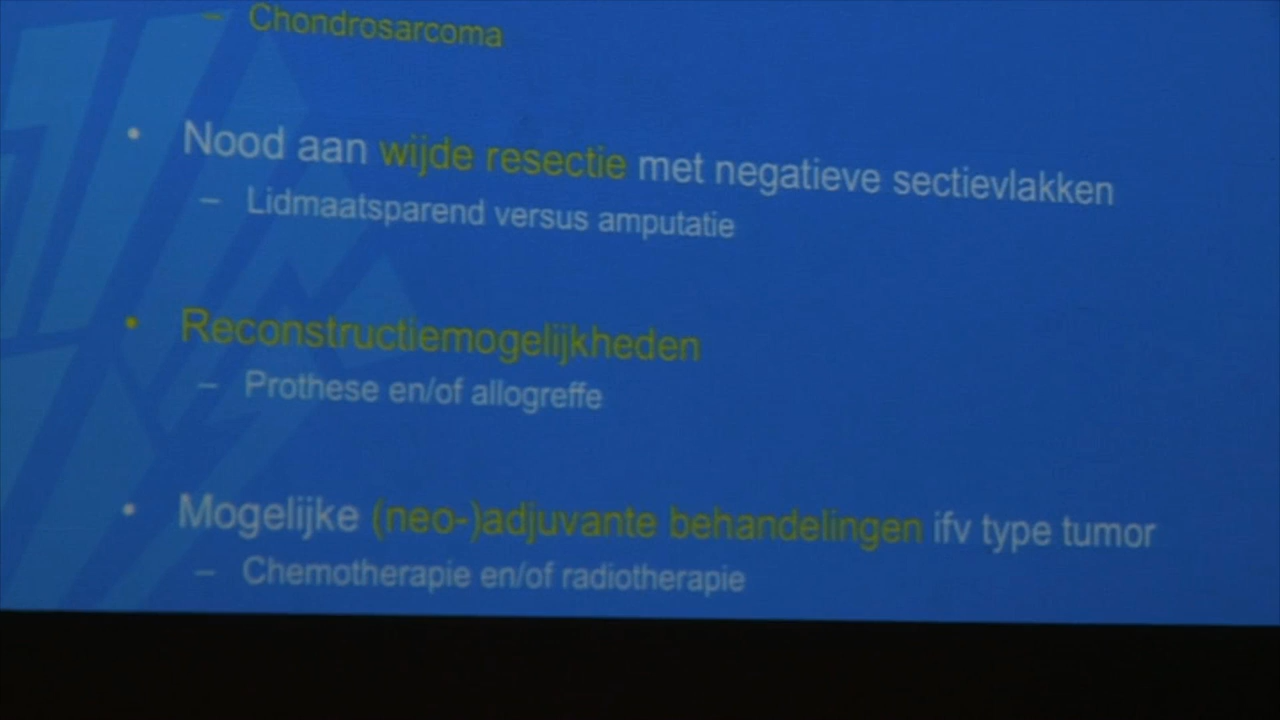 – Chondrosarcoma
• Nood aan wijde resectie met negatieve sectievlakken
– Lidmaatsparend versus amputatie
• Reconstructiemogelijkheden
– Prothese en/of allogreffe
• Mogelijke (neo-)adjuvante behandelingen ifv type tumor
– Chemotherapie en/of radiotherapie